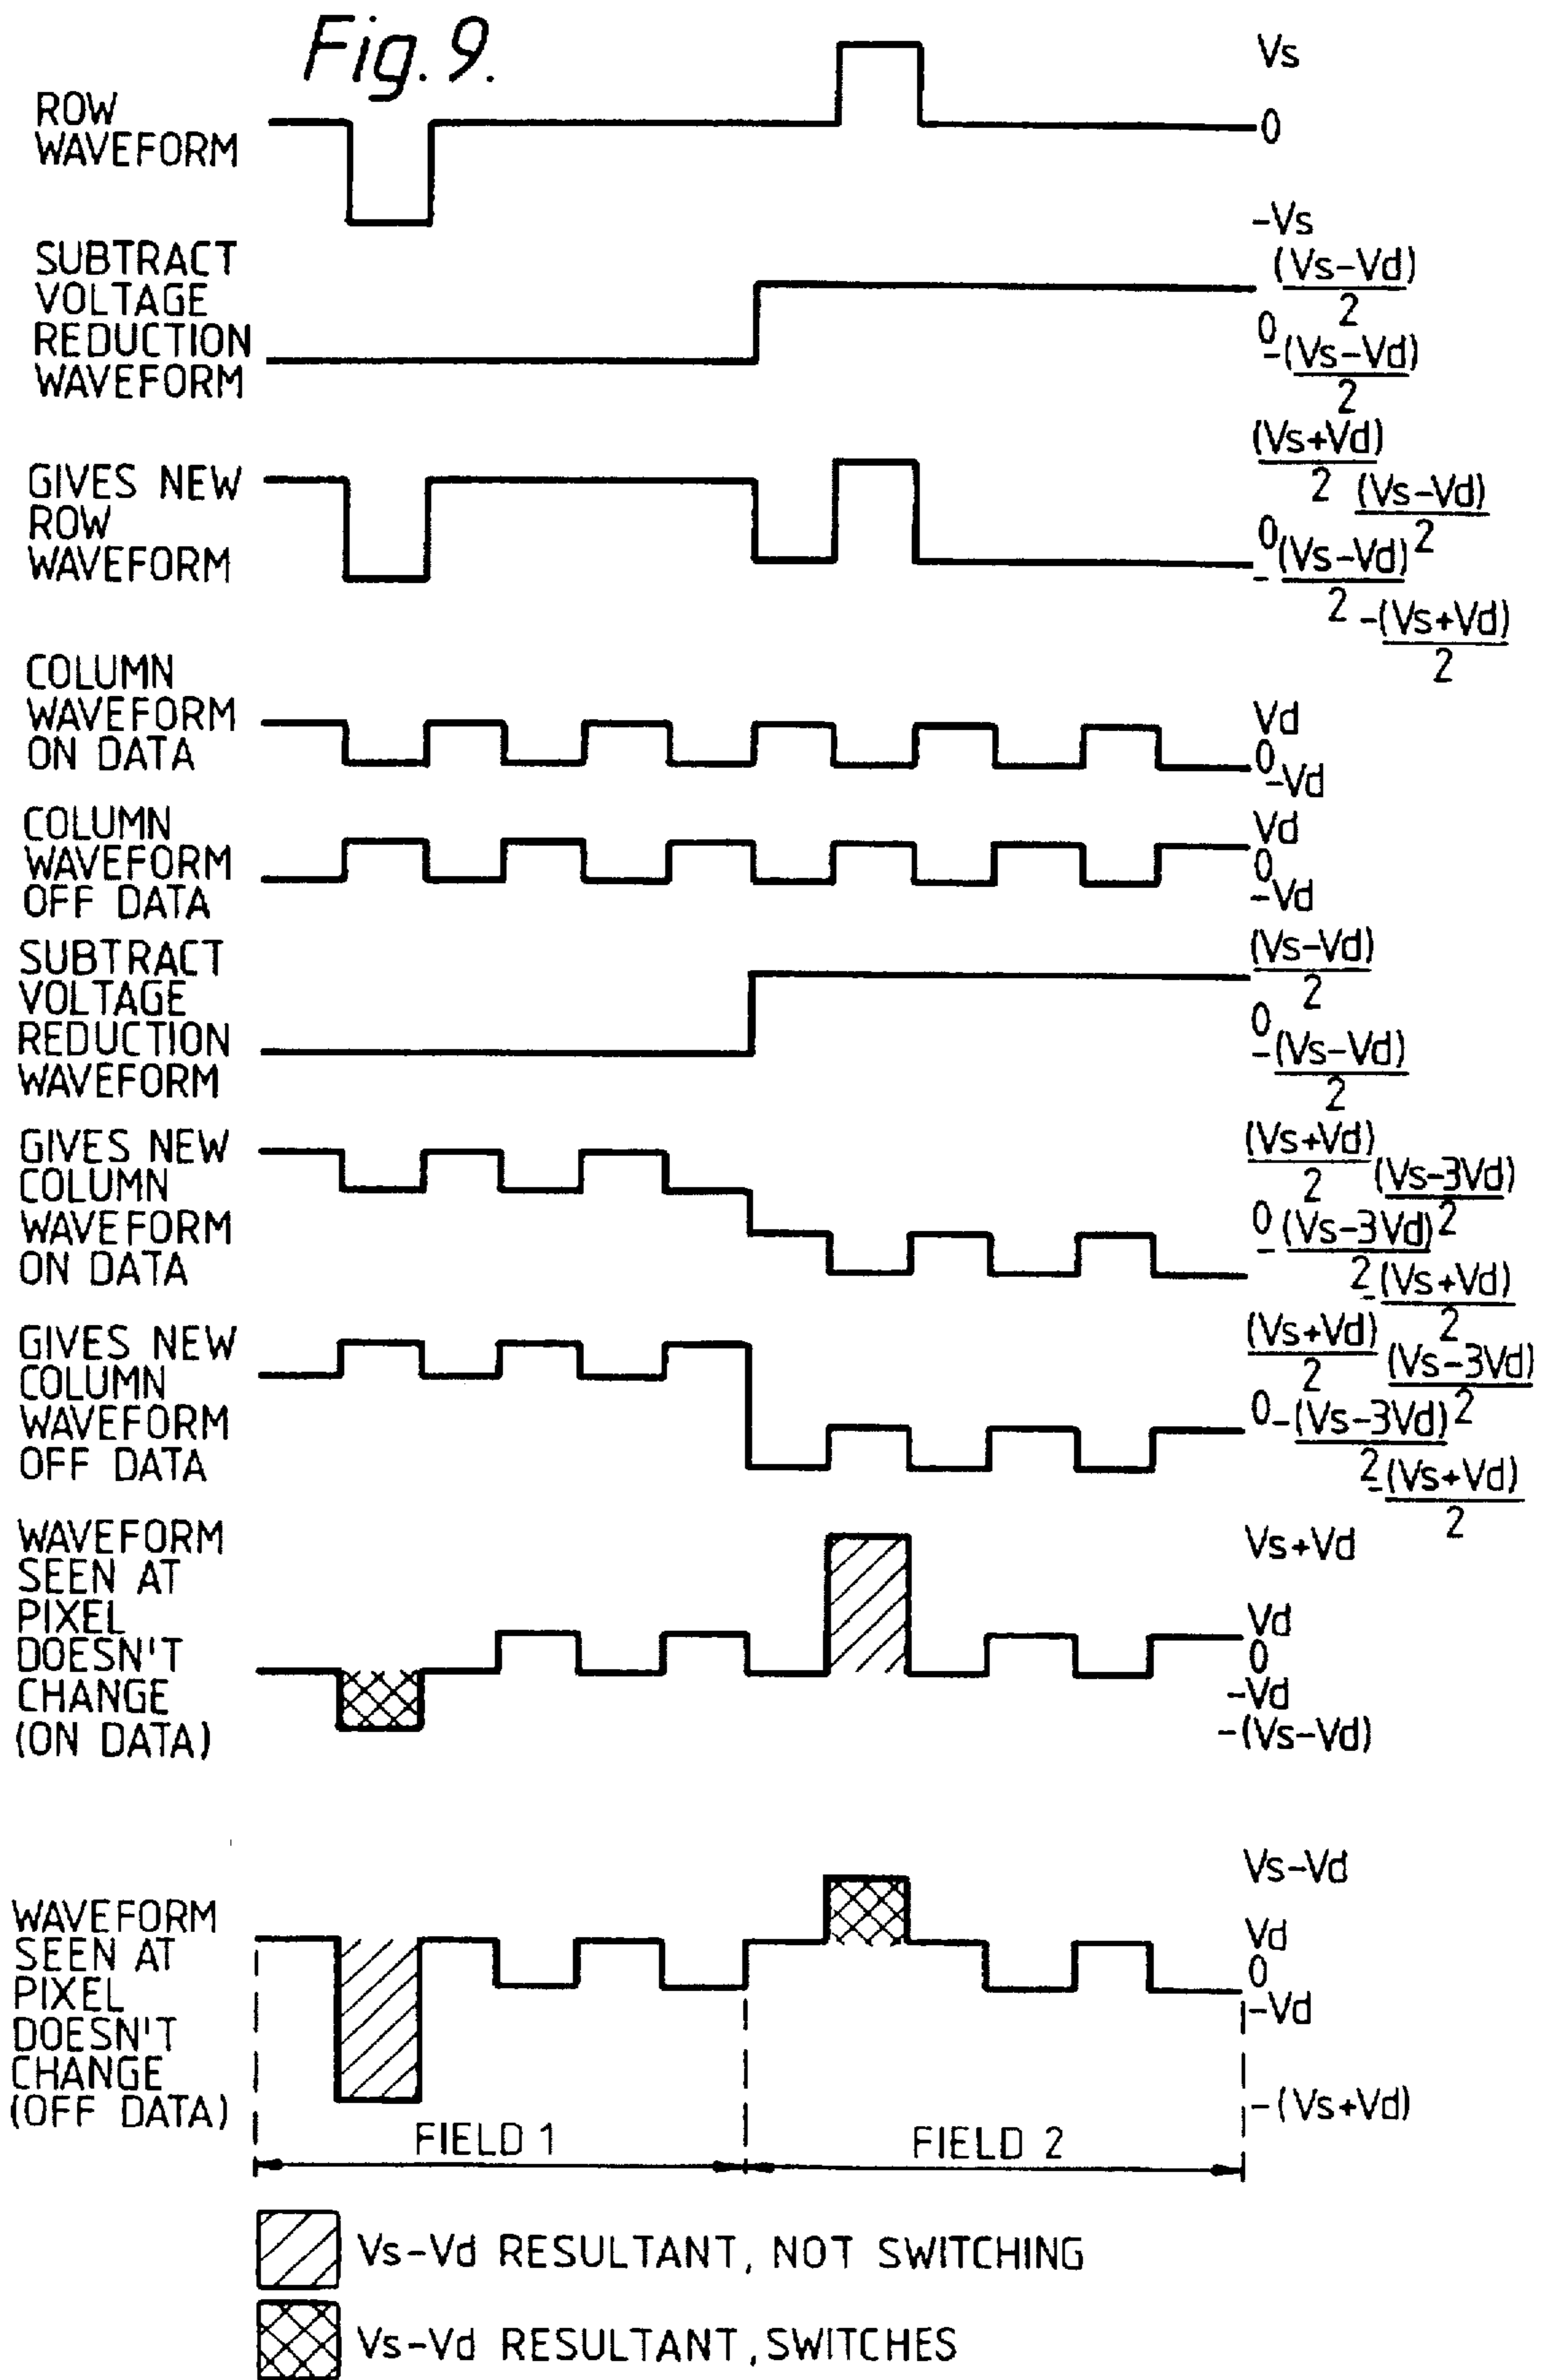 Fig. 9.
ROW
WAVEFORM
Vs
0
-Vs
SUBTRACT
VOLTAGE
REDUCTION
WAVEFORM
(Vs-Vd)
2
0
-(Vs-Vd)
2
GIVES NEW
ROW
WAVEFORM
(Vs+Vd)
2
(Vs-Vd)
2
0
-(Vs-Vd)
2
-(Vs+Vd)
2
COLUMN
WAVEFORM
ON DATA
Vd
0
-Vd
COLUMN
WAVEFORM
OFF DATA
Vd
0
-Vd
SUBTRACT
VOLTAGE
REDUCTION
WAVEFORM
(Vs-Vd)
2
0
-(Vs-Vd)
2
GIVES NEW
COLUMN
WAVEFORM
ON DATA
(Vs+Vd)
2
(Vs-3Vd)
2
0
-(Vs-3Vd)
2
-(Vs+Vd)
2
GIVES NEW
COLUMN
WAVEFORM
OFF DATA
(Vs+Vd)
2
(Vs-3Vd)
2
0
-(Vs-3Vd)
2
-(Vs+Vd)
2
WAVEFORM
SEEN AT
PIXEL
DOESN'T
CHANGE
(ON DATA)
Vs+Vd
Vd
0
-Vd
-(Vs-Vd)
WAVEFORM
SEEN AT
PIXEL
DOESN'T
CHANGE
(OFF DATA)
Vs-Vd
Vd
0
-Vd
-(Vs+Vd)
FIELD 1
FIELD 2
Vs-Vd RESULTANT, NOT SWITCHING
Vs-Vd RESULTANT, SWITCHES